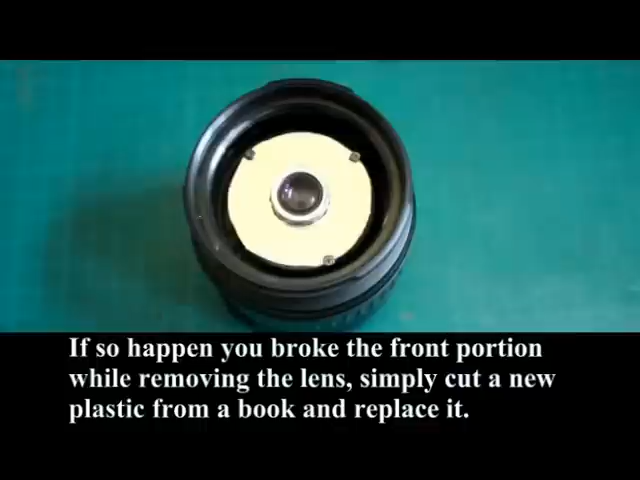 If so happen you broke the front portion
while removing the lens, simply cut a new
plastic from a book and replace it.